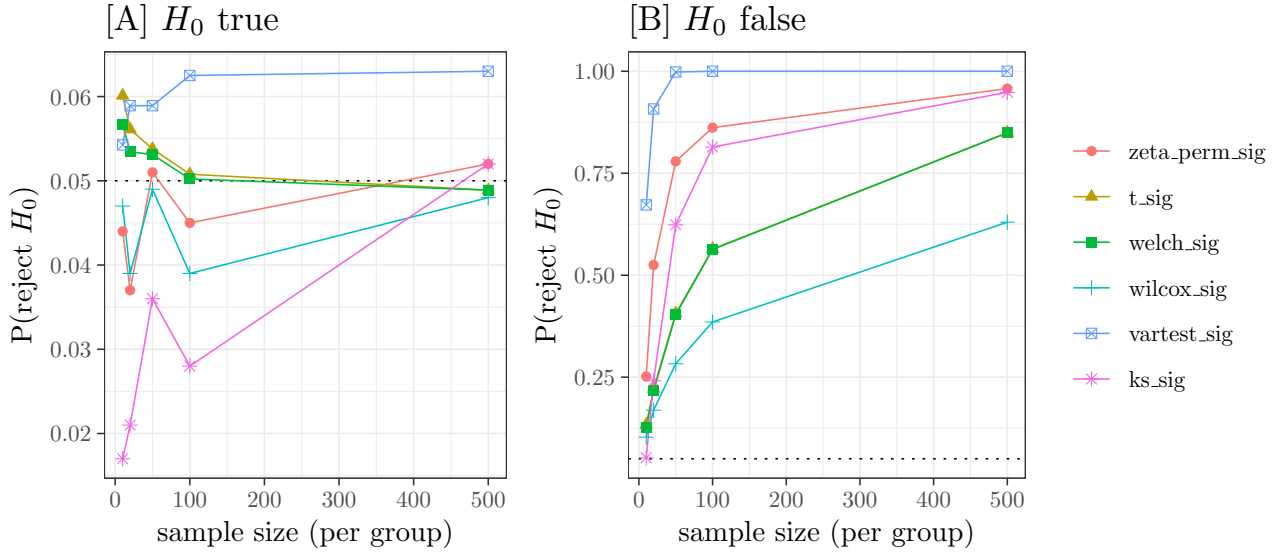 [A] H₀ true
P(reject H₀)
0.06
0.05
0.04
0.03
0.02
0 100 200 300 400 500
sample size (per group)
[B] H₀ false
P(reject H₀)
1.00
0.75
0.50
0.25
0 100 200 300 400 500
sample size (per group)
zeta_perm_sig
t_sig
welch_sig
wilcox_sig
vartest_sig
ks_sig